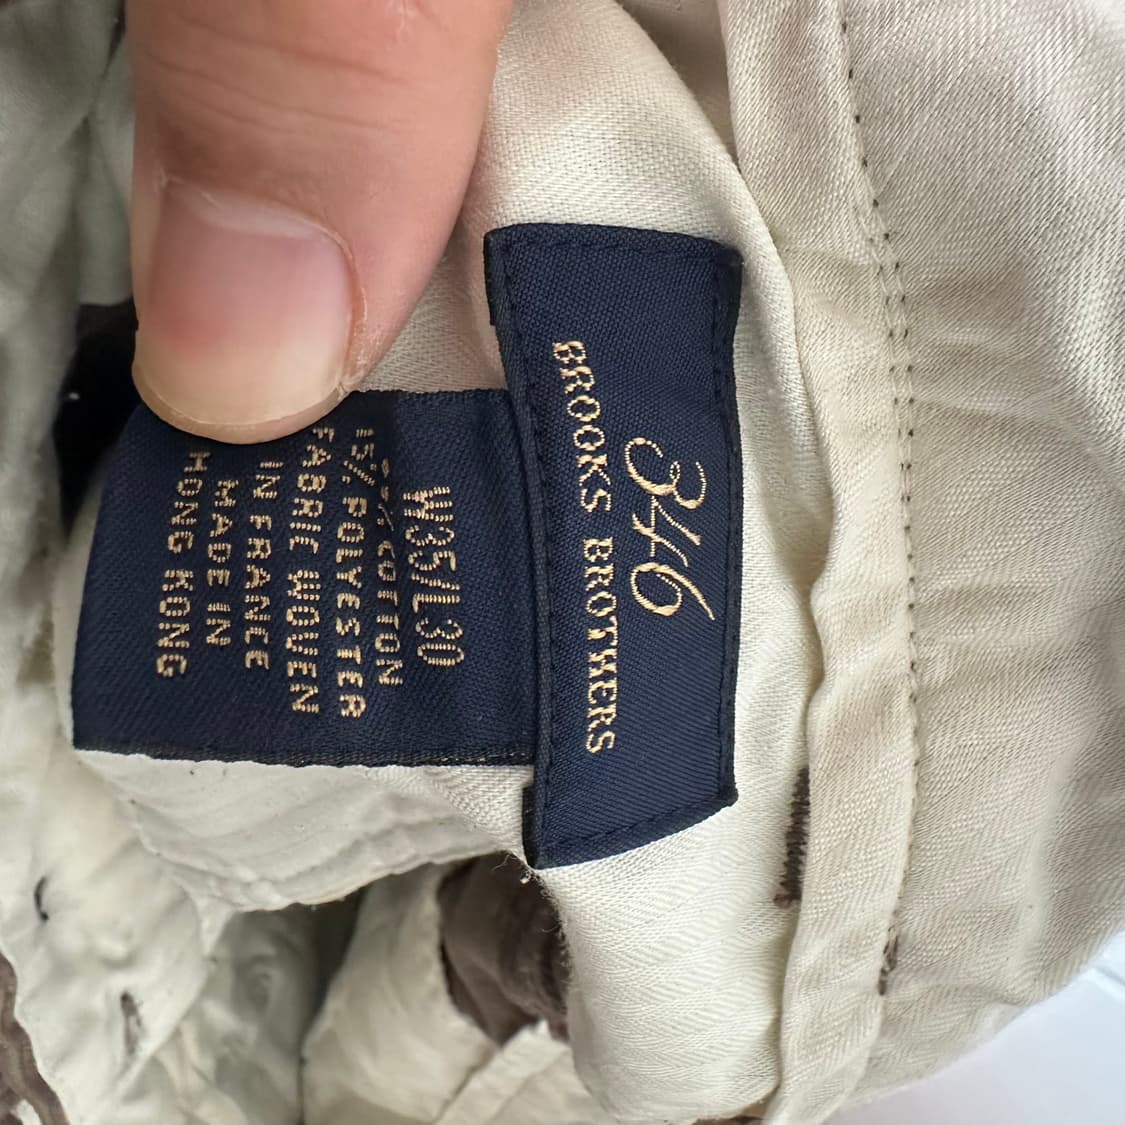 346
BROOKS BROTHERS
W35/L30
COTTON
15% POLYESTER
FABRIC WOVEN
IN FRANCE
MADE IN
HONG KONG